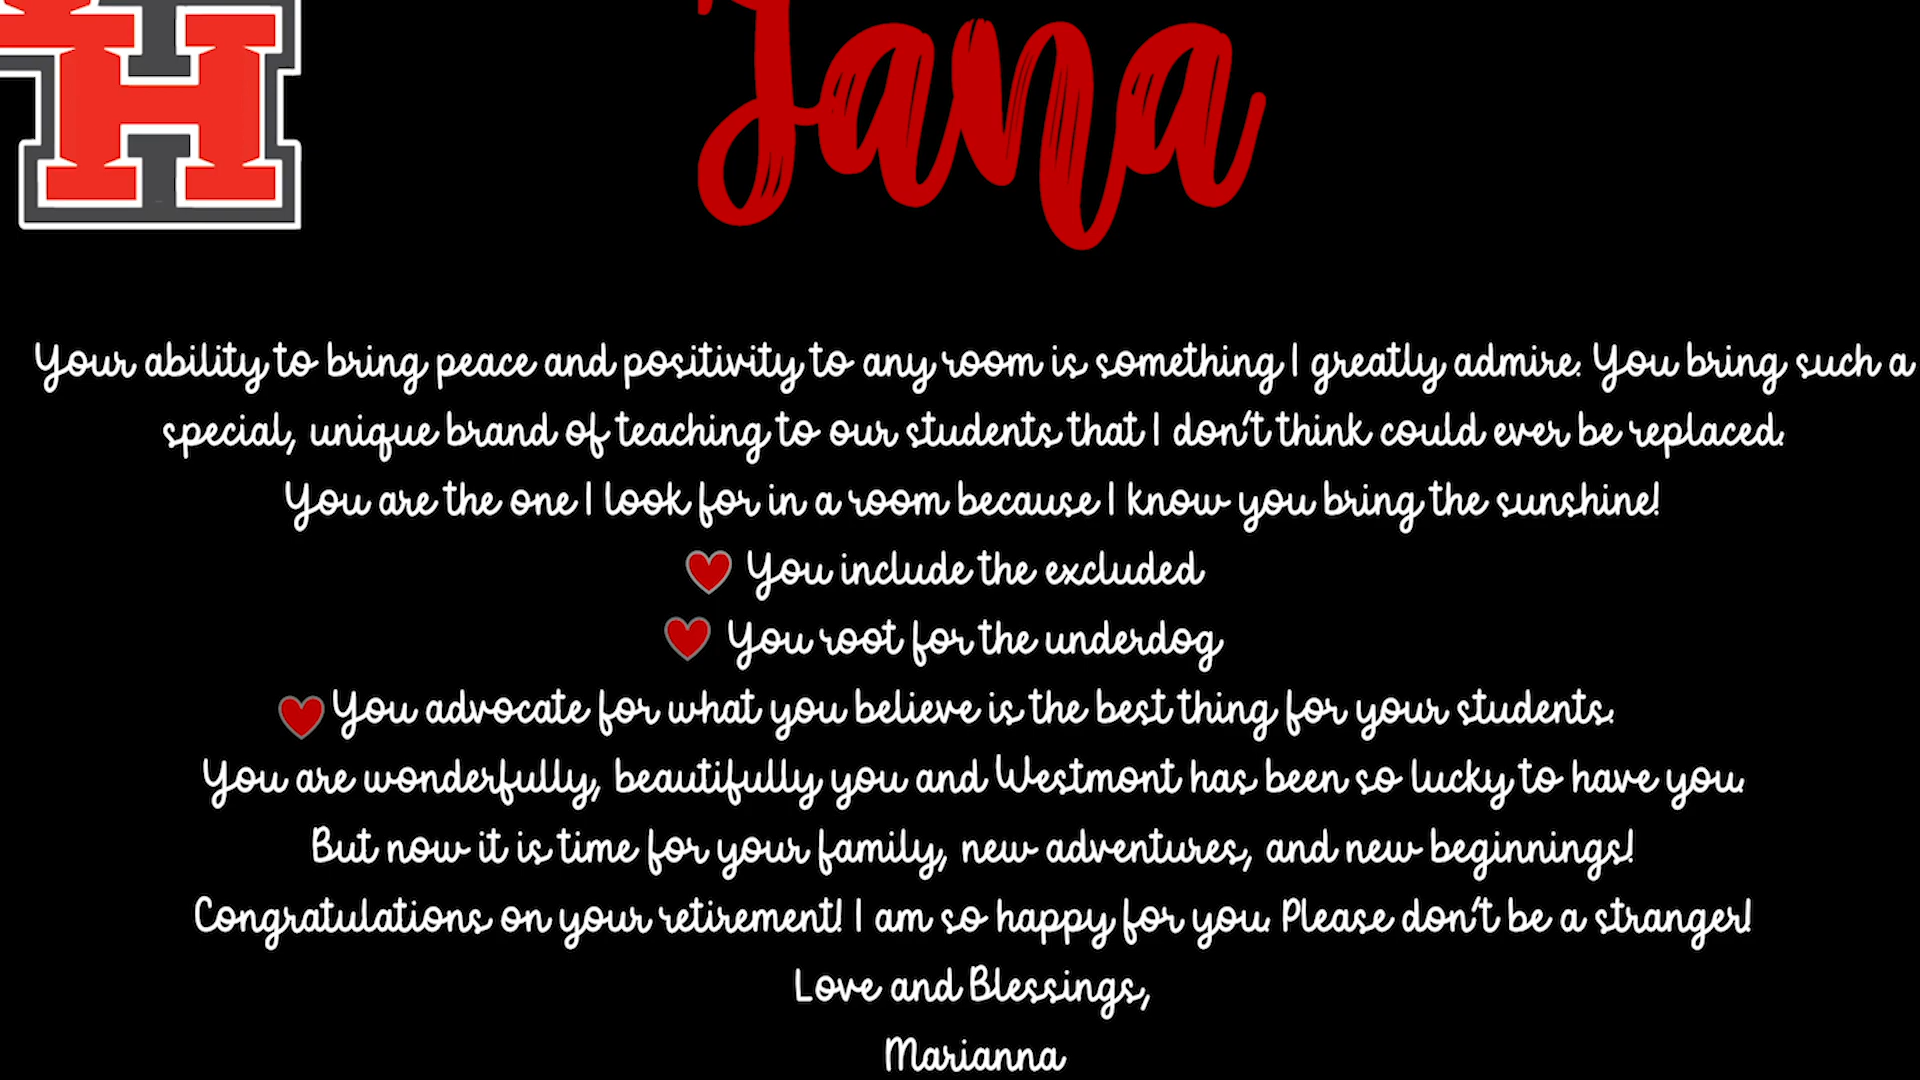 H
Jana
Your ability to bring peace and positivity to any room is something I greatly admire. You bring such a
special, unique brand of teaching to our students that I don't think could ever be replaced.
You are the one I look for in a room because I know you bring the sunshine!
You include the excluded
You root for the underdog
You advocate for what you believe is the best thing for your students.
You are wonderfully, beautifully you and Westmont has been so lucky to have you.
But now it is time for your family, new adventures, and new beginnings!
Congratulations on your retirement! I am so happy for you. Please don't be a stranger!
Love and Blessings,
Marianna